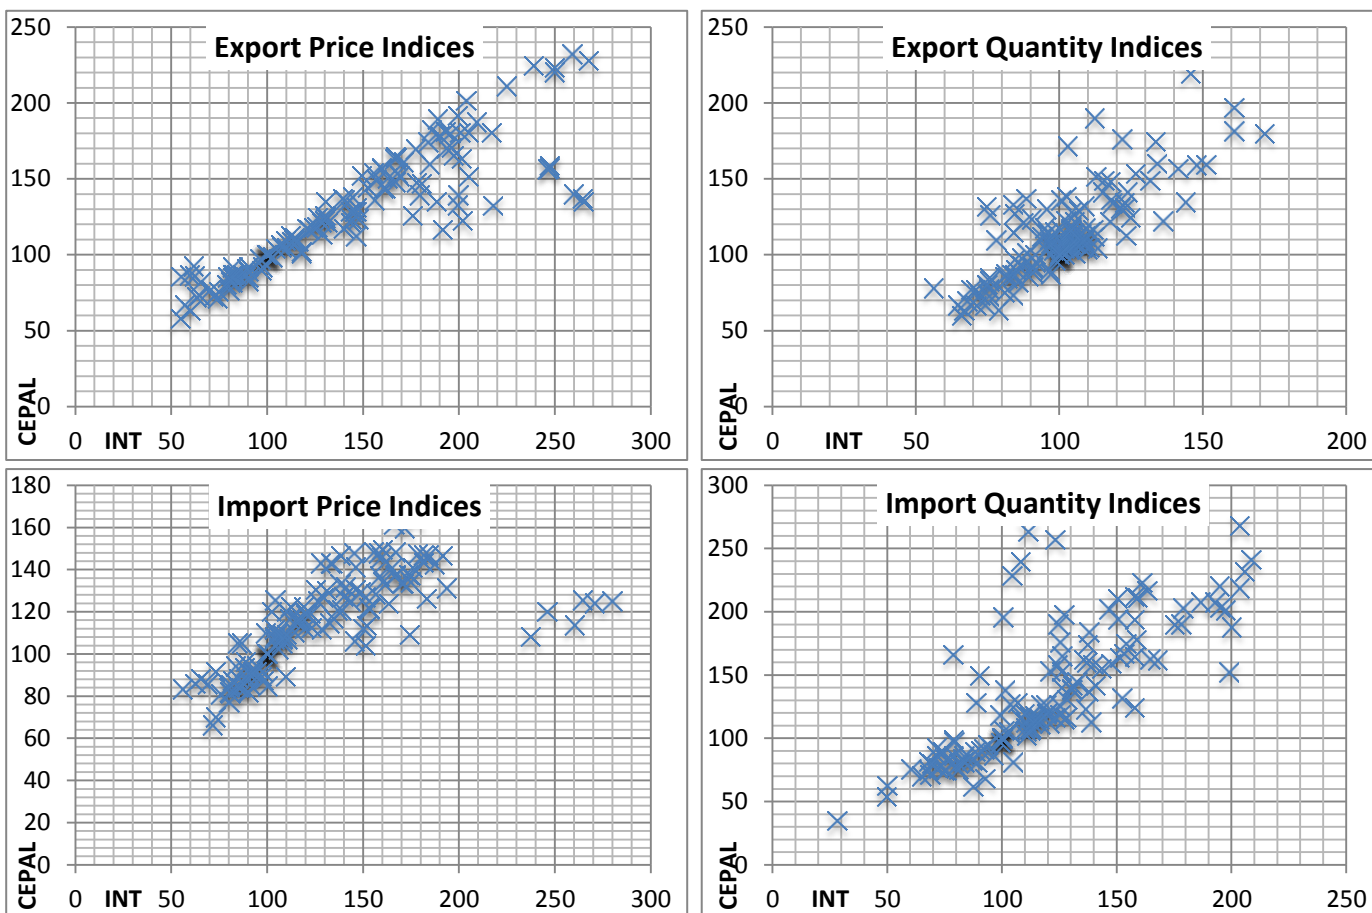 Export Price Indices
250
200
150
100
50
0
CEPAL
0 INT 50 100 150 200 250 300
Export Quantity Indices
250
200
150
100
50
0
CEPAL
0 INT 50 100 150 200
Import Price Indices
180
160
140
120
100
80
60
40
20
0
CEPAL
0 INT 50 100 150 200 250 300
Import Quantity Indices
300
250
200
150
100
50
0
CEPAL
0 INT 50 100 150 200 250